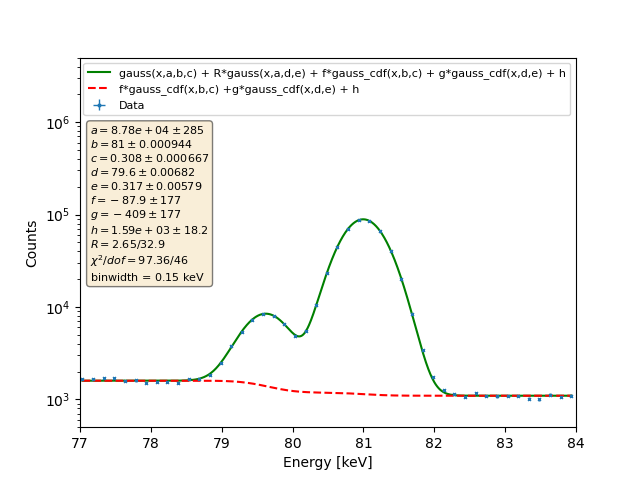 gauss(x,a,b,c) + R*gauss(x,a,d,e) + f*gauss_cdf(x,b,c) + g*gauss_cdf(x,d,e) + h
f*gauss_cdf(x,b,c) +g*gauss_cdf(x,d,e) + h
Data
a = 8.78e + 04 ± 285
b = 81 ± 0.000944
c = 0.308 ± 0.000667
d = 79.6 ± 0.00682
e = 0.317 ± 0.00579
f = − 87.9 ± 177
g = − 409 ± 177
h = 1.59e + 03 ± 18.2
R = 2.65/32.9
χ²/dof = 97.36/46
binwidth = 0.15 keV
Counts
10⁶
10⁵
10⁴
10³
77 78 79 80 81 82 83 84
Energy [keV]